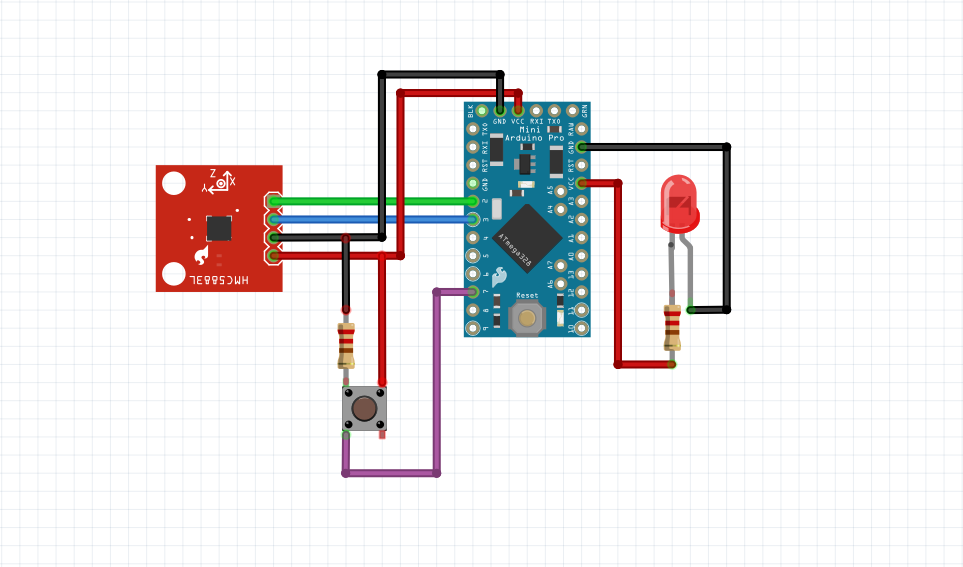 BLK
GND VCC RXI TXO
GRN
Mini
Arduino Pro
TXO
RXI
RST
GND
2
3
4
5
6
7
8
9
RAW
GND
RST
VCC
A3
A2
A1
A0
13
12
11
10
A5
A4
A7
A6
ATmega328
Reset
Z
X
Y
HMC5883L